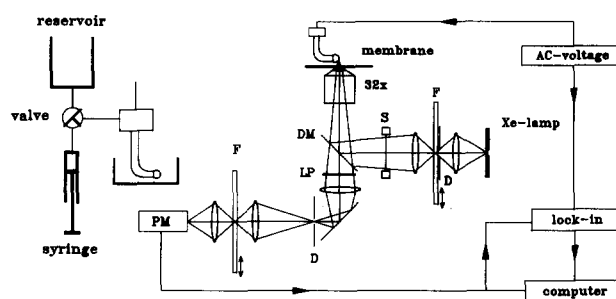 reservoir
valve
syringe
membrane
32x
AC-voltage
F
S
DM
Xe-lamp
LP
D
F
PM
D
lock-in
computer